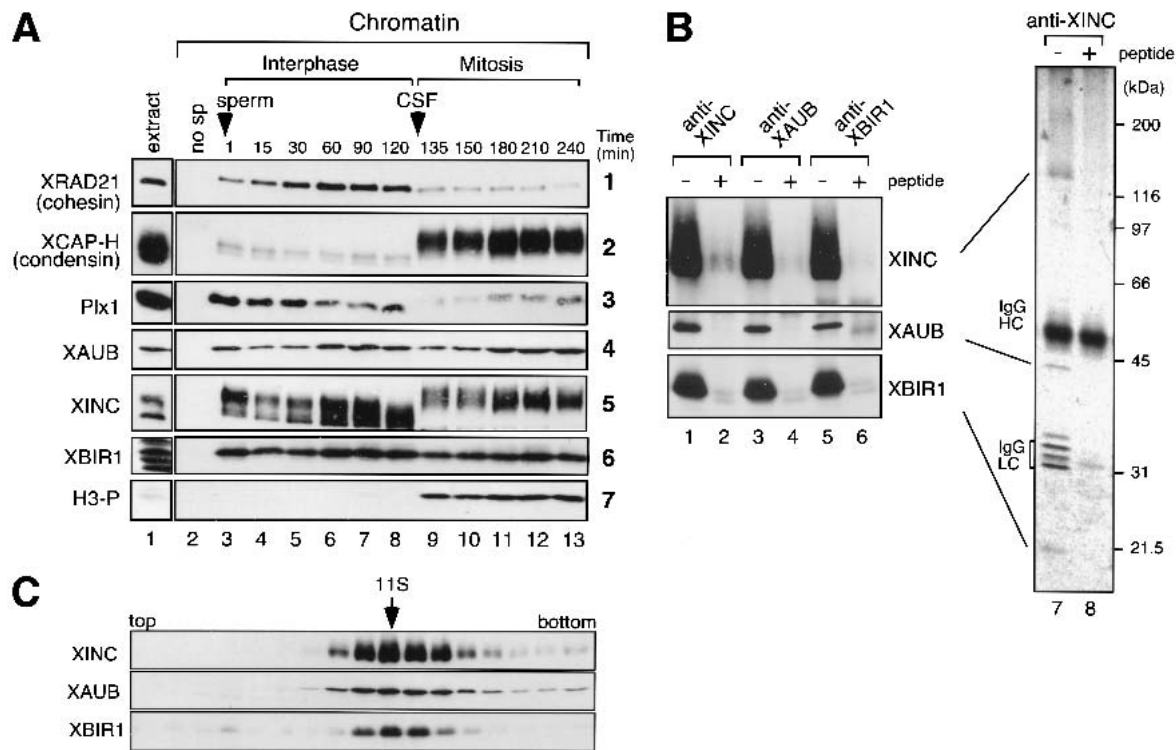 A
Chromatin
Interphase Mitosis
extract no sp sperm CSF
1 15 30 60 90 120 135 150 180 210 240 Time (min)
XRAD21 (cohesin) 1
XCAP-H (condensin) 2
Plx1 3
XAUB 4
XINC 5
XBIR1 6
H3-P 7
1 2 3 4 5 6 7 8 9 10 11 12 13
B
anti-XINC anti-XAUB anti-XBIR1
- + - + - + peptide
XINC
XAUB
XBIR1
1 2 3 4 5 6
anti-XINC
- + peptide
(kDa)
200
116
97
66
IgG HC
45
IgG LC
31
21.5
7 8
C
11S
top bottom
XINC
XAUB
XBIR1